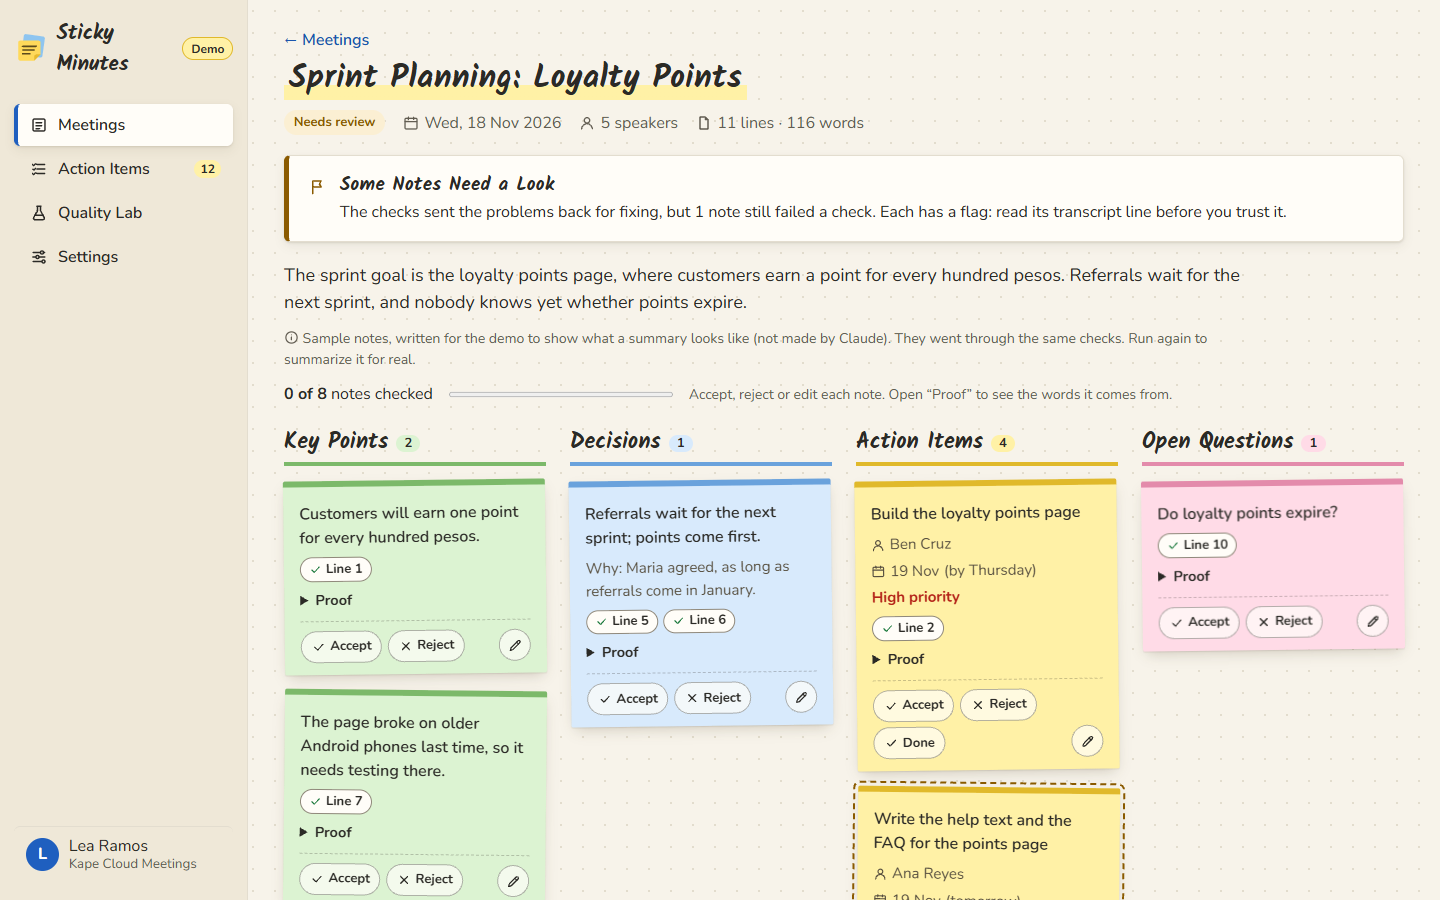 Sticky
Minutes
Demo
Meetings
Action Items
12
Quality Lab
Settings
Lea Ramos
L
Kape Cloud Meetings
← Meetings
Sprint Planning: Loyalty Points
Needs review
Wed, 18 Nov 2026
5 speakers
11 lines · 116 words
Some Notes Need a Look
The checks sent the problems back for fixing, but 1 note still failed a check. Each has a flag: read its transcript line before you trust it.
The sprint goal is the loyalty points page, where customers earn a point for every hundred pesos. Referrals wait for the
next sprint, and nobody knows yet whether points expire.
Sample notes, written for the demo to show what a summary looks like (not made by Claude). They went through the same checks. Run again to
summarize it for real.
0 of 8 notes checked
Accept, reject or edit each note. Open “Proof” to see the words it comes from.
Key Points 2
Customers will earn one point
for every hundred pesos.
Line 1
Proof
Accept
Reject
The page broke on older
Android phones last time, so it
needs testing there.
Line 7
Proof
Accept
Reject
Decisions 1
Referrals wait for the next
sprint; points come first.
Why: Maria agreed, as long as
referrals come in January.
Line 5
Line 6
Proof
Accept
Reject
Action Items 4
Build the loyalty points page
Ben Cruz
19 Nov (by Thursday)
High priority
Line 2
Proof
Accept
Reject
Done
Write the help text and the
FAQ for the points page
Ana Reyes
19 Nov (tomorrow)
Open Questions 1
Do loyalty points expire?
Line 10
Proof
Accept
Reject